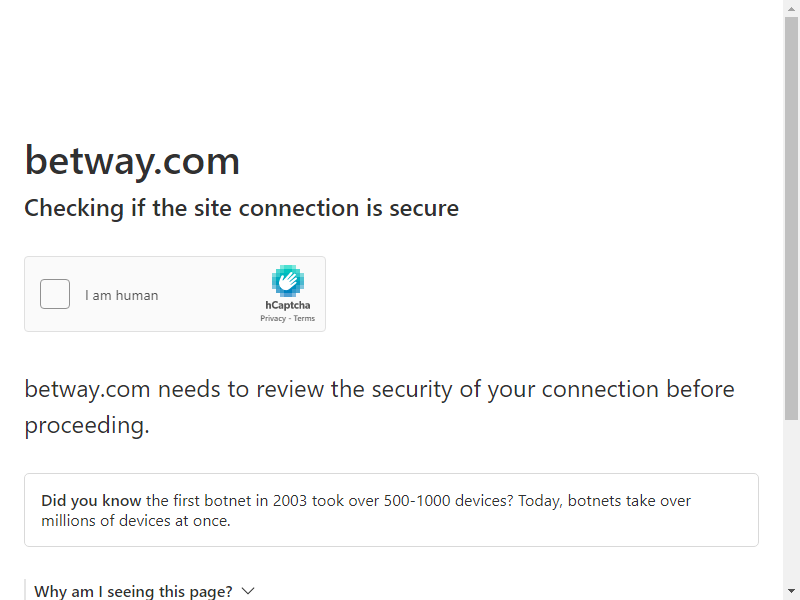 betway.com
Checking if the site connection is secure
I am human
hCaptcha
Privacy - Terms
betway.com needs to review the security of your connection before
proceeding.
Did you know the first botnet in 2003 took over 500-1000 devices? Today, botnets take over
millions of devices at once.
Why am I seeing this page?